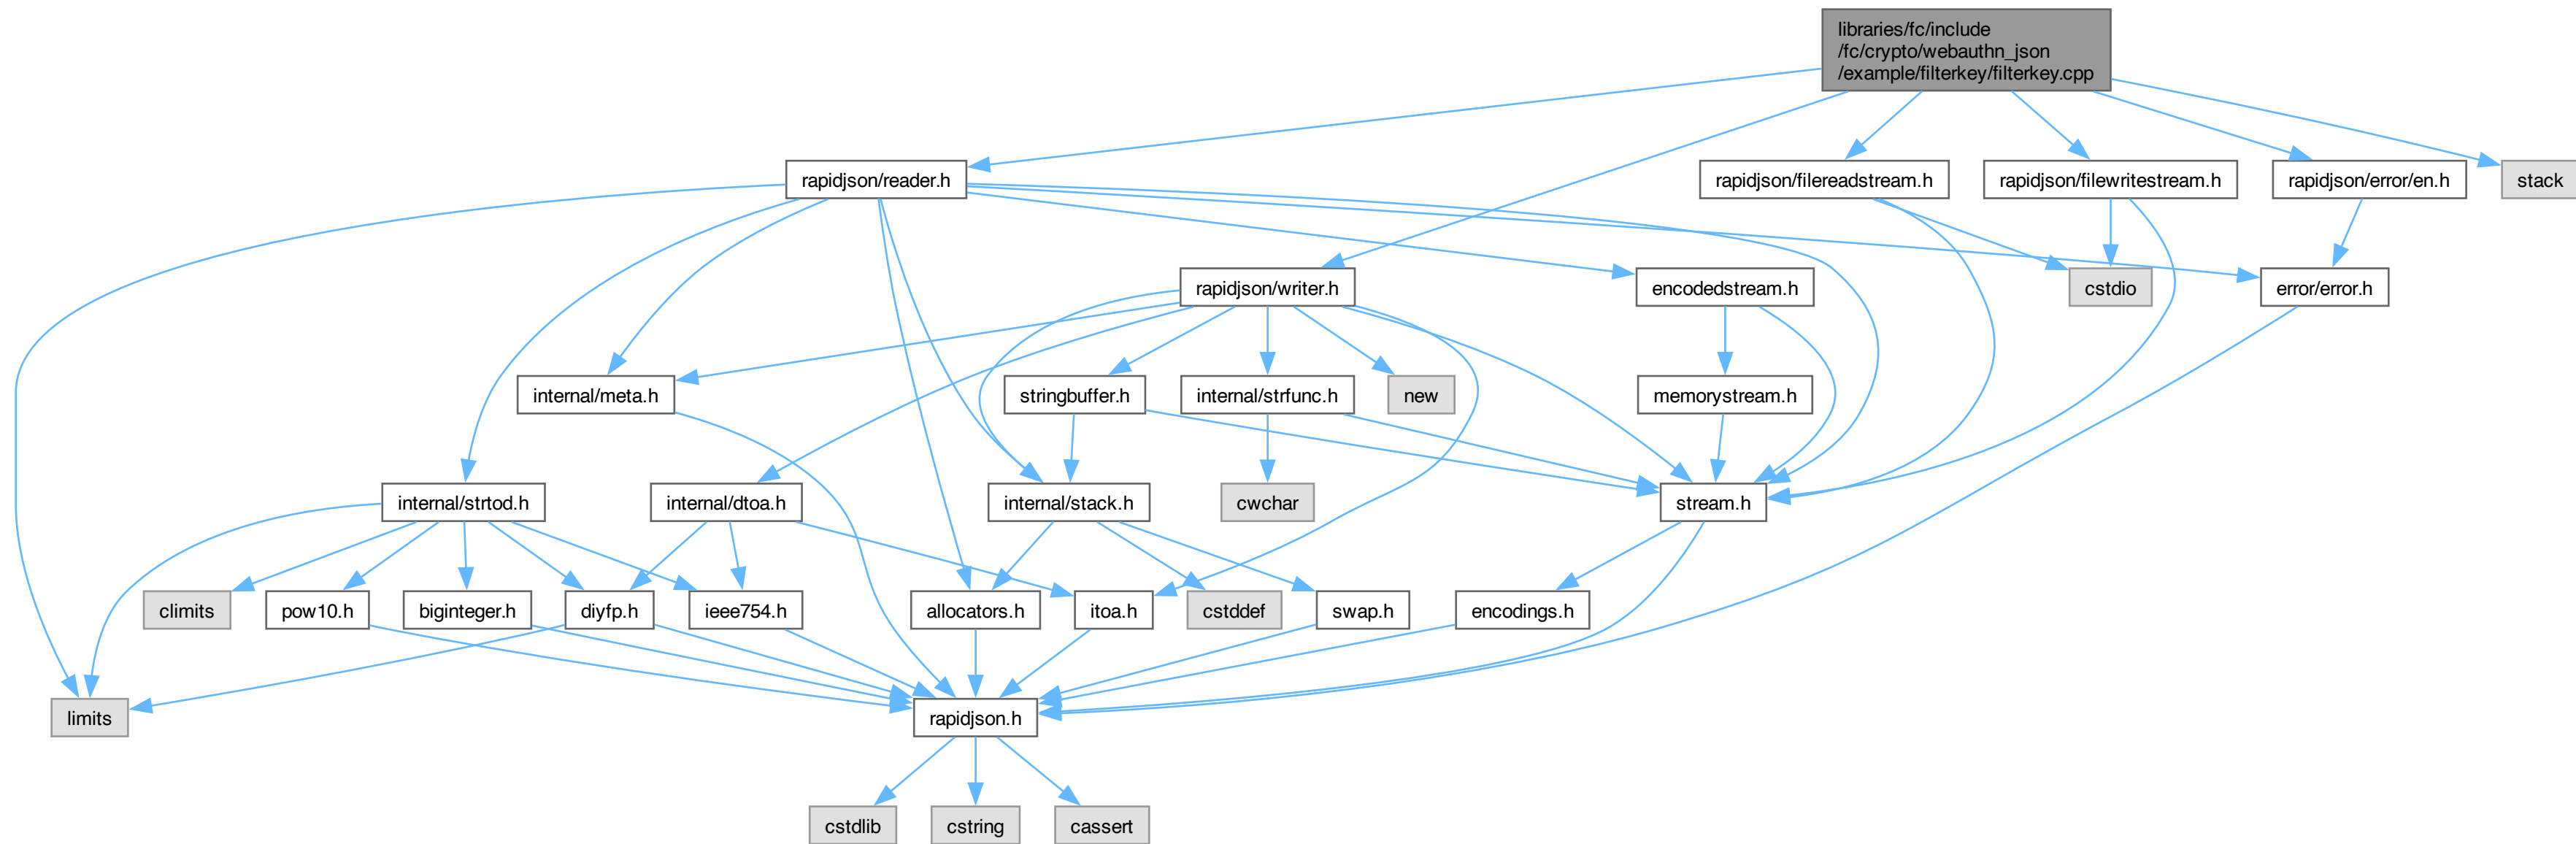 libraries/fc/include
/fc/crypto/webauthn_json
/example/filterkey/filterkey.cpp
rapidjson/reader.h
rapidjson/filereadstream.h
rapidjson/filewritestream.h
rapidjson/error/en.h
stack
rapidjson/writer.h
encodedstream.h
cstdio
error/error.h
internal/meta.h
stringbuffer.h
internal/strfunc.h
new
memorystream.h
internal/strtod.h
internal/dtoa.h
internal/stack.h
cwchar
stream.h
climits
pow10.h
biginteger.h
diyfp.h
ieee754.h
allocators.h
itoa.h
cstddef
swap.h
encodings.h
limits
rapidjson.h
cstdlib
cstring
cassert